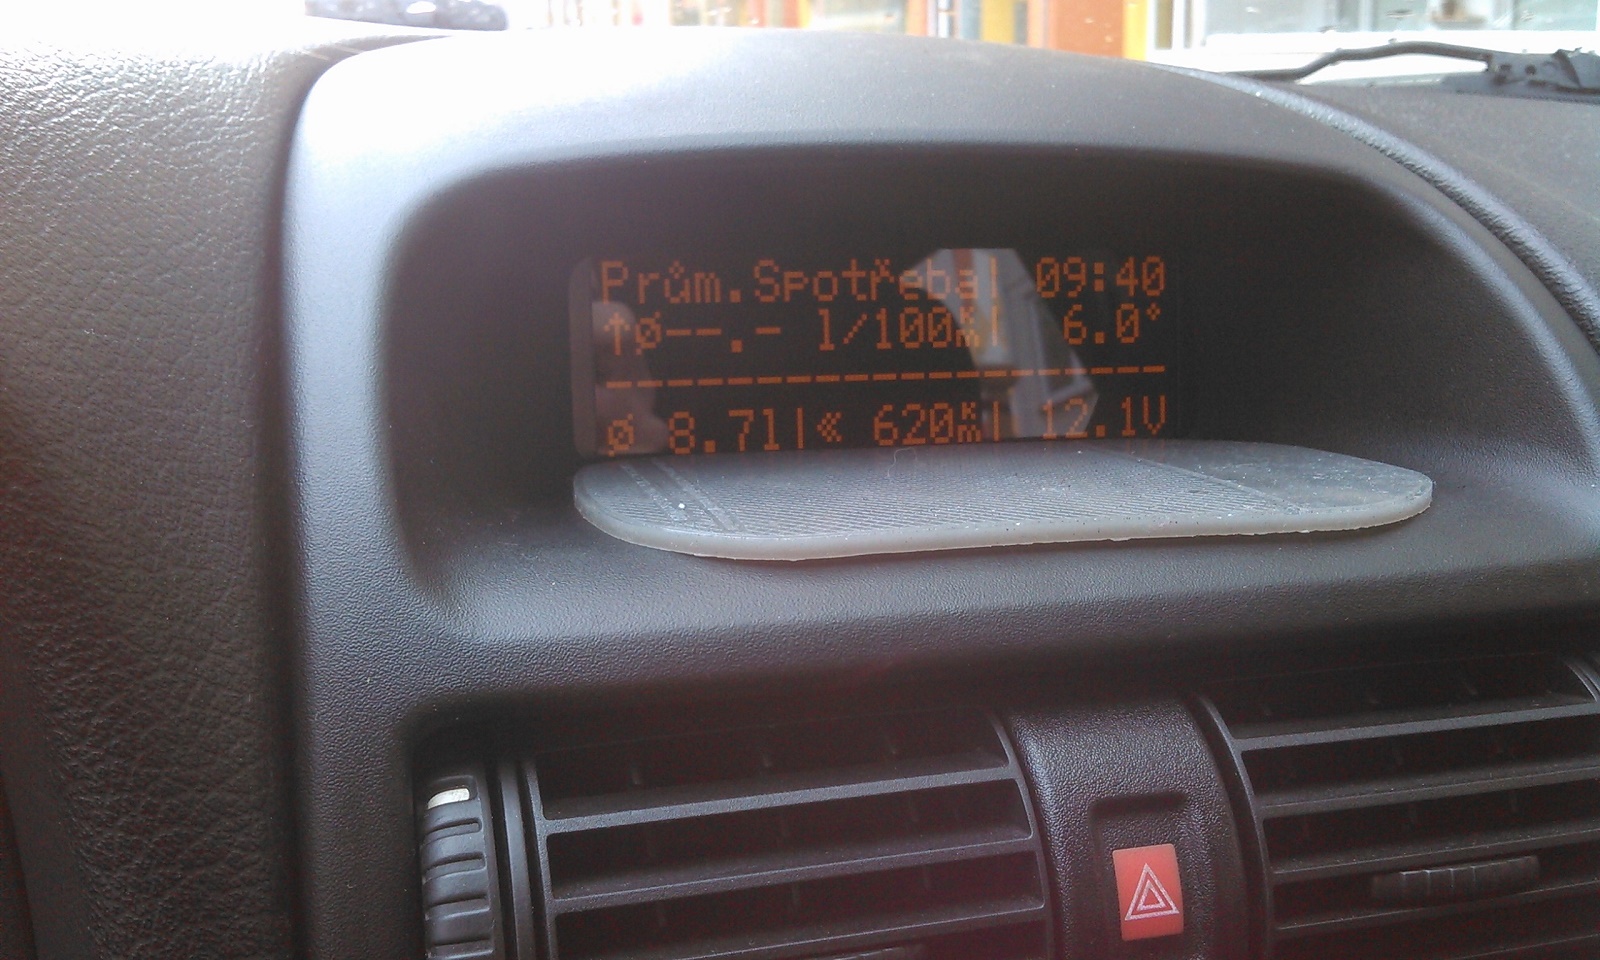 Prům.Spotřeba| 09:40
↑ø--.- l/100km| 6.0°
--------------------
ø 8.7l|« 620km| 12.1V